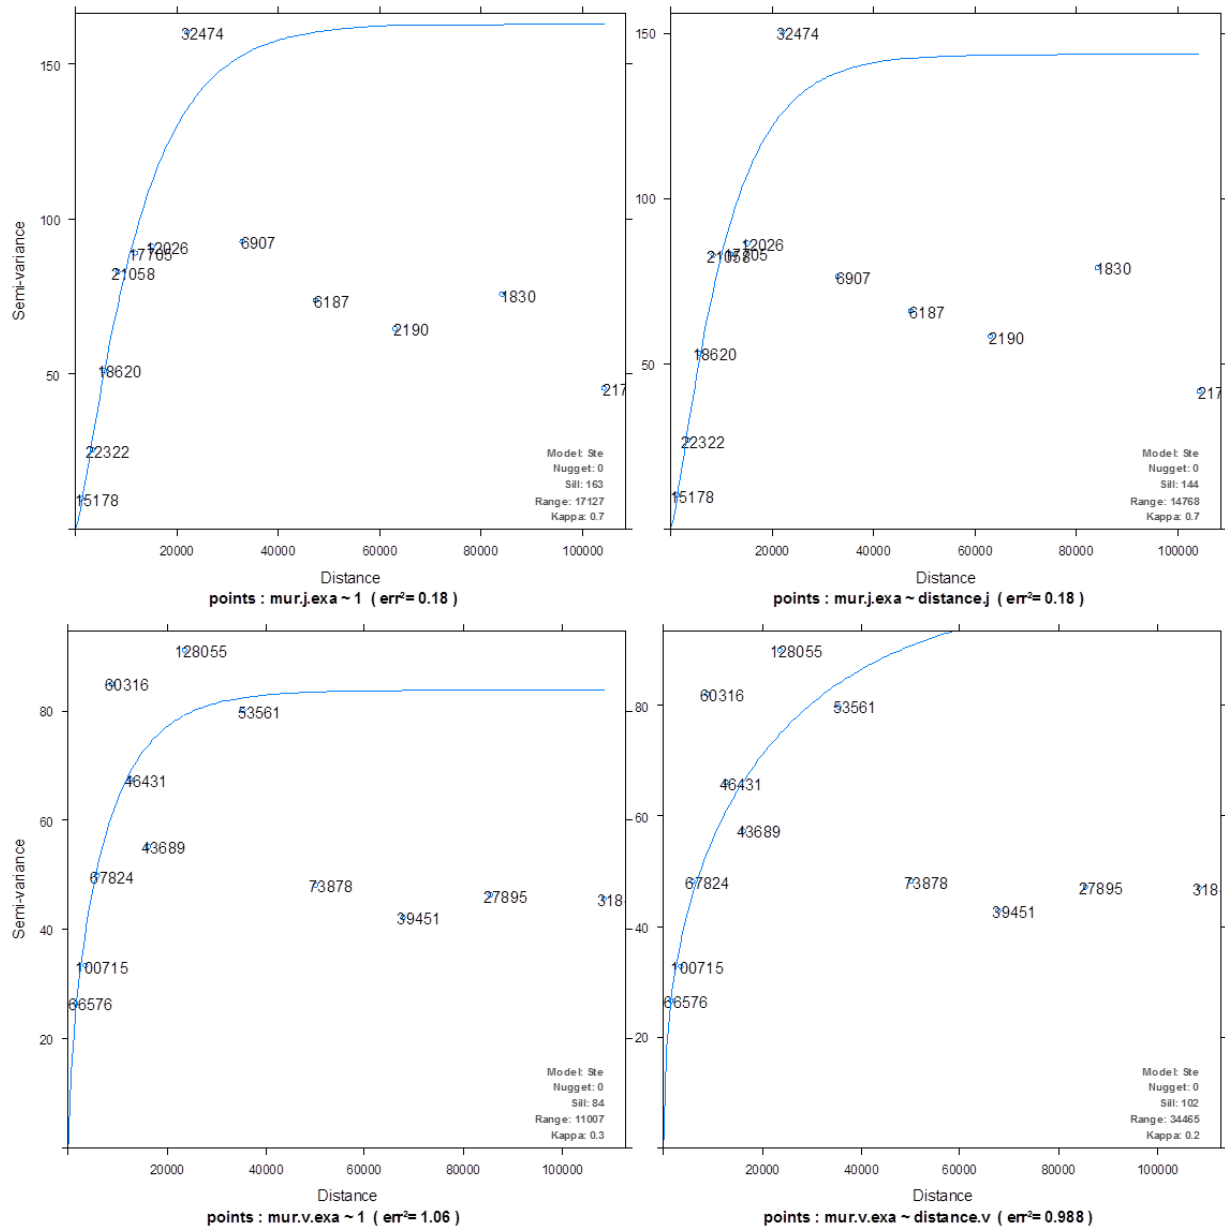 32474
150
100
50
Semi-variance
12026
17705
21058
6907
6187
2190
1830
217
18620
22322
15178
Model: Ste
Nugget: 0
Sill: 163
Range: 17127
Kappa: 0.7
20000 40000 60000 80000 100000
Distance
points : mur.j.exa ~ 1 ( err²= 0.18 )
32474
150
100
50
12026
17705
21058
6907
6187
2190
1830
217
18620
22322
15178
Model: Ste
Nugget: 0
Sill: 144
Range: 14768
Kappa: 0.7
20000 40000 60000 80000 100000
Distance
points : mur.j.exa ~ distance.j ( err²= 0.18 )
128055
60316
53561
80
60
40
20
Semi-variance
46431
43689
67824
73878
39451
27895
318
100715
66576
Model: Ste
Nugget: 0
Sill: 84
Range: 11007
Kappa: 0.3
20000 40000 60000 80000 100000
Distance
points : mur.v.exa ~ 1 ( err²= 1.06 )
128055
60316
53561
80
60
40
20
46431
43689
67824
73878
39451
27895
318
100715
66576
Model: Ste
Nugget: 0
Sill: 102
Range: 34465
Kappa: 0.2
20000 40000 60000 80000 100000
Distance
points : mur.v.exa ~ distance.v ( err²= 0.988 )